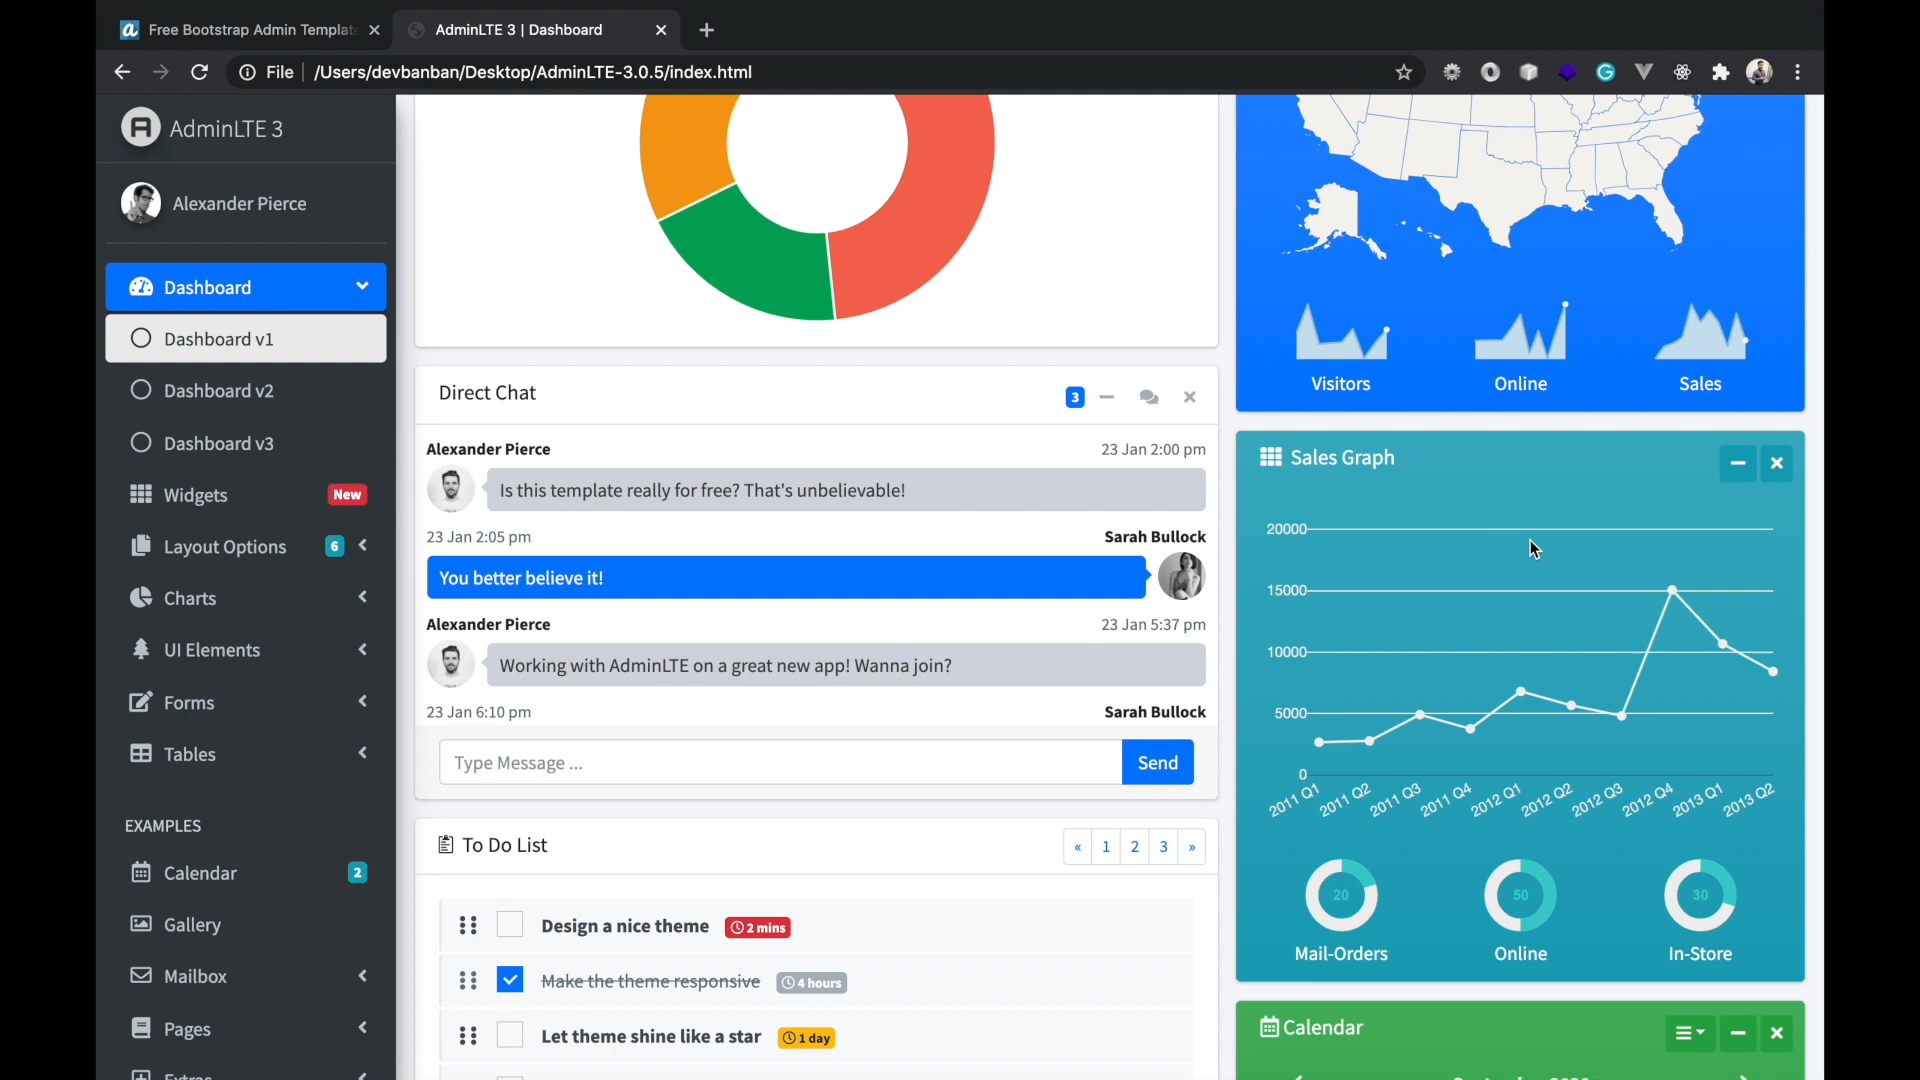 Free Bootstrap Admin Templat
AdminLTE 3 | Dashboard
File
/Users/devbanban/Desktop/AdminLTE-3.0.5/index.html
AdminLTE 3
Alexander Pierce
Dashboard
Dashboard v1
Dashboard v2
Dashboard v3
Widgets
New
Layout Options
6
Charts
UI Elements
Forms
Tables
EXAMPLES
Calendar
2
Gallery
Mailbox
Pages
Direct Chat
3
Alexander Pierce
23 Jan 2:00 pm
Is this template really for free? That's unbelievable!
23 Jan 2:05 pm
Sarah Bullock
You better believe it!
Alexander Pierce
23 Jan 5:37 pm
Working with AdminLTE on a great new app! Wanna join?
23 Jan 6:10 pm
Sarah Bullock
Type Message ...
Send
To Do List
« 1 2 3 »
Design a nice theme
2 mins
Make the theme responsive
4 hours
Let theme shine like a star
1 day
Visitors
Online
Sales
Sales Graph
20000
15000
10000
5000
0
2011 Q1
2011 Q2
2011 Q3
2011 Q4
2012 Q1
2012 Q2
2012 Q3
2012 Q4
2013 Q1
2013 Q2
20
50
30
Mail-Orders
Online
In-Store
Calendar